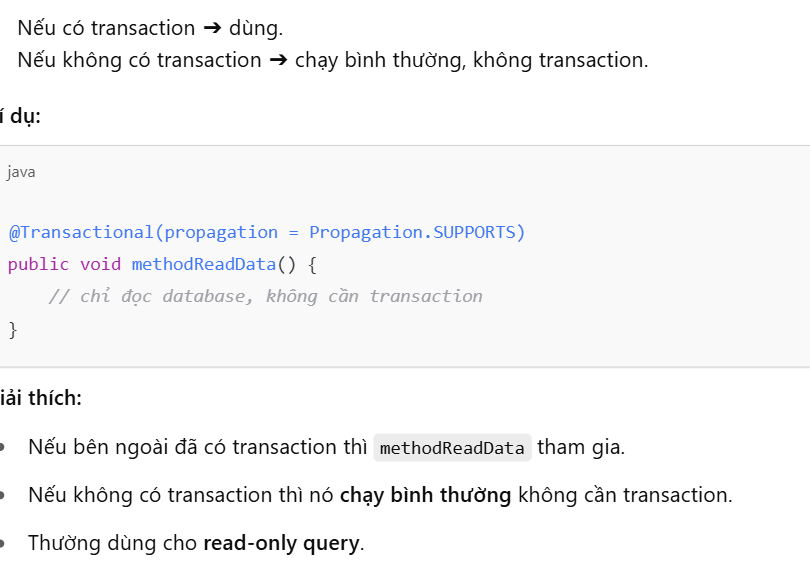 Nếu có transaction ➔ dùng.
Nếu không có transaction ➔ chạy bình thường, không transaction.
í dụ:
java
@Transactional(propagation = Propagation.SUPPORTS)
public void methodReadData() {
    // chỉ đọc database, không cần transaction
}
iải thích:
• Nếu bên ngoài đã có transaction thì methodReadData tham gia.
• Nếu không có transaction thì nó chạy bình thường không cần transaction.
• Thường dùng cho read-only query.